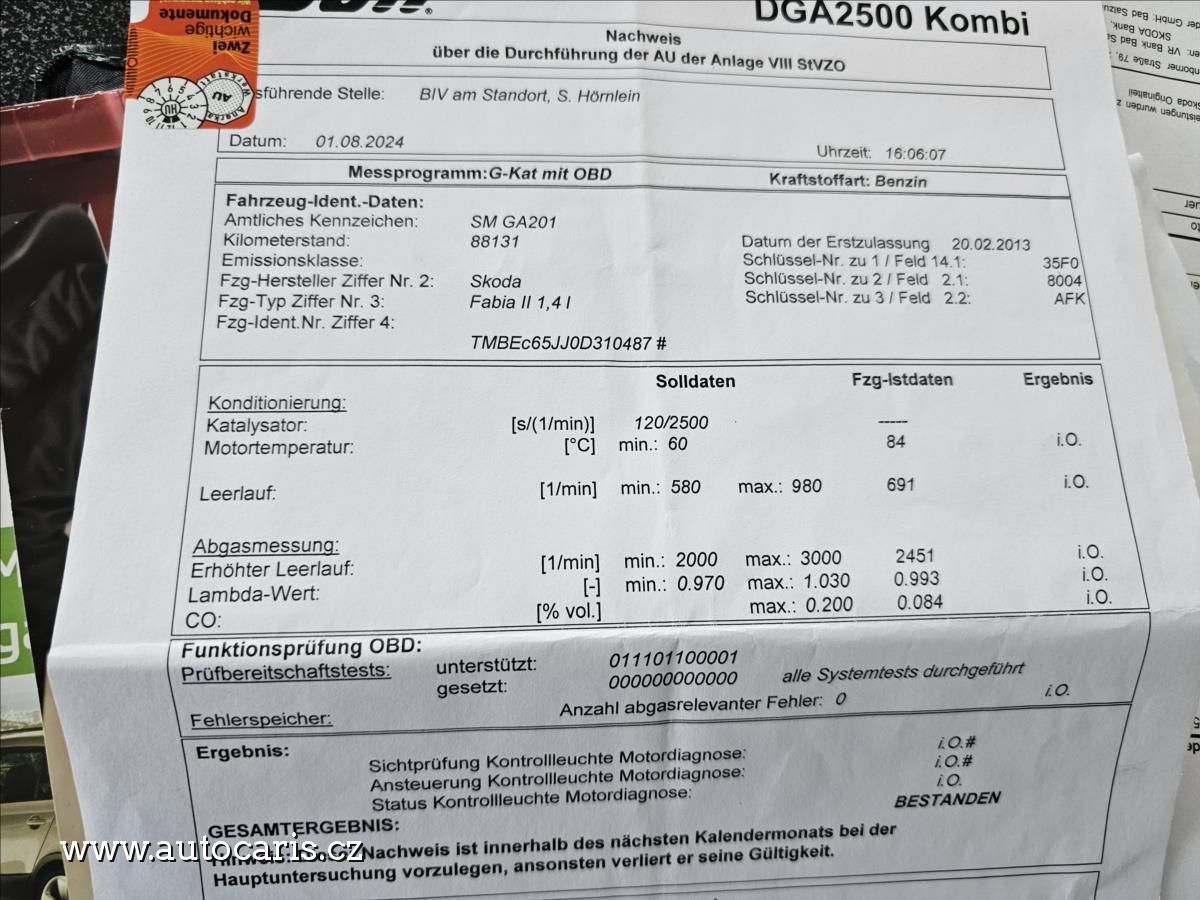 DGA2500 Kombi
Nachweis
über die Durchführung der AU der Anlage VIII StVZO
Zwei
wichtige
Dokumente
Werkstatt
AU
HU
sführende Stelle: BIV am Standort, S. Hörnlein
Datum: 01.08.2024 Uhrzeit: 16:06:07
Messprogramm:G-Kat mit OBD Kraftstoffart: Benzin
Fahrzeug-Ident.-Daten:
Amtliches Kennzeichen: SM GA201
Kilometerstand: 88131 Datum der Erstzulassung 20.02.2013
Emissionsklasse: Schlüssel-Nr. zu 1 / Feld 14.1: 35F0
Fzg-Hersteller Ziffer Nr. 2: Skoda Schlüssel-Nr. zu 2 / Feld 2.1: 8004
Fzg-Typ Ziffer Nr. 3: Fabia II 1,4 l Schlüssel-Nr. zu 3 / Feld 2.2: AFK
Fzg-Ident.Nr. Ziffer 4:
TMBEc65JJ0D310487 #
Solldaten Fzg-Istdaten Ergebnis
Konditionierung:
Katalysator: [s/(1/min)] 120/2500 -----
Motortemperatur: [°C] min.: 60 84 i.O.
Leerlauf: [1/min] min.: 580 max.: 980 691 i.O.
Abgasmessung:
Erhöhter Leerlauf: [1/min] min.: 2000 max.: 3000 2451 i.O.
Lambda-Wert: [-] min.: 0.970 max.: 1.030 0.993 i.O.
CO: [% vol.] max.: 0.200 0.084 i.O.
Funktionsprüfung OBD:
Prüfbereitschaftstests: unterstützt: 011101100001
gesetzt: 000000000000 alle Systemtests durchgeführt
Fehlerspeicher: Anzahl abgasrelevanter Fehler: 0 i.O.
Ergebnis:
Sichtprüfung Kontrollleuchte Motordiagnose: i.O.#
Ansteuerung Kontrollleuchte Motordiagnose: i.O.#
Status Kontrollleuchte Motordiagnose: i.O.
GESAMTERGEBNIS: BESTANDEN
Nachweis ist innerhalb des nächsten Kalendermonats bei der
Hauptuntersuchung vorzulegen, ansonsten verliert er seine Gültigkeit.
www.autocaris.cz